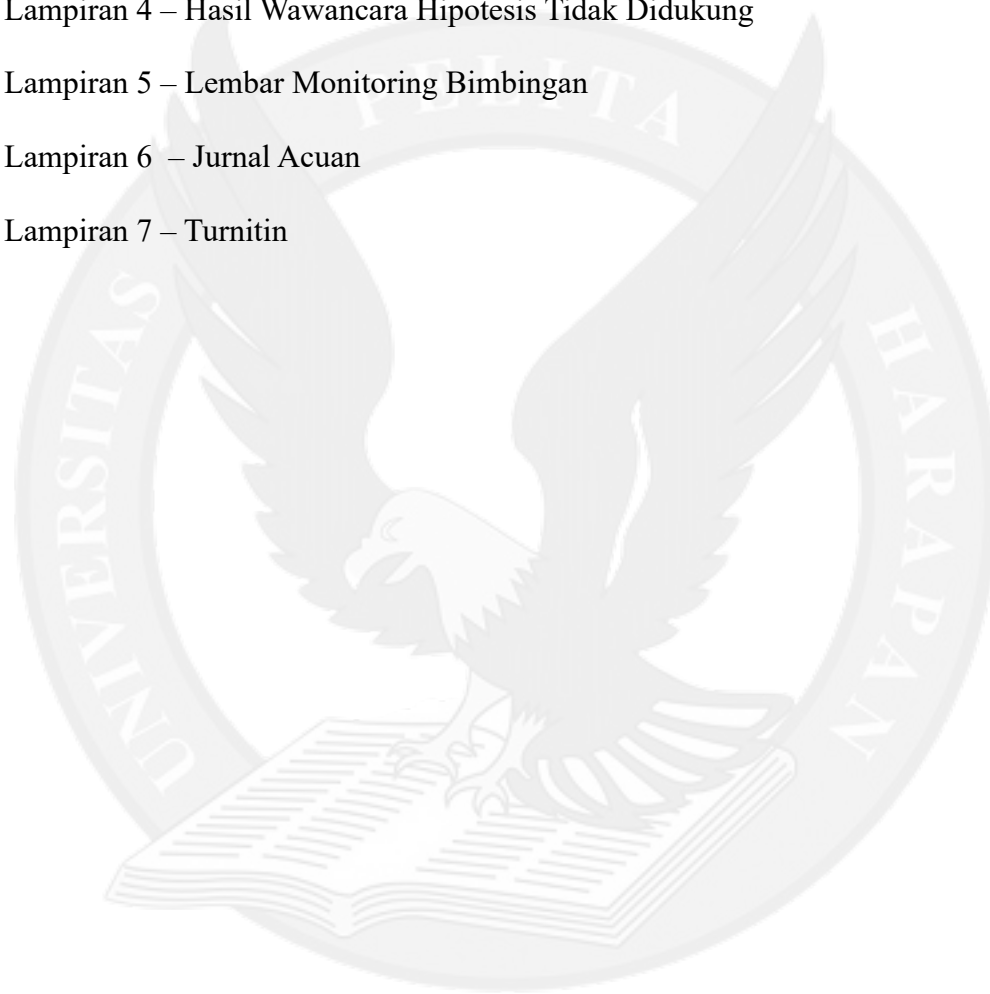 Lampiran 4 – Hasil Wawancara Hipotesis Tidak Didukung
Lampiran 5 – Lembar Monitoring Bimbingan
Lampiran 6  – Jurnal Acuan
Lampiran 7 – Turnitin
UNIVERSITAS PELITA HARAPAN